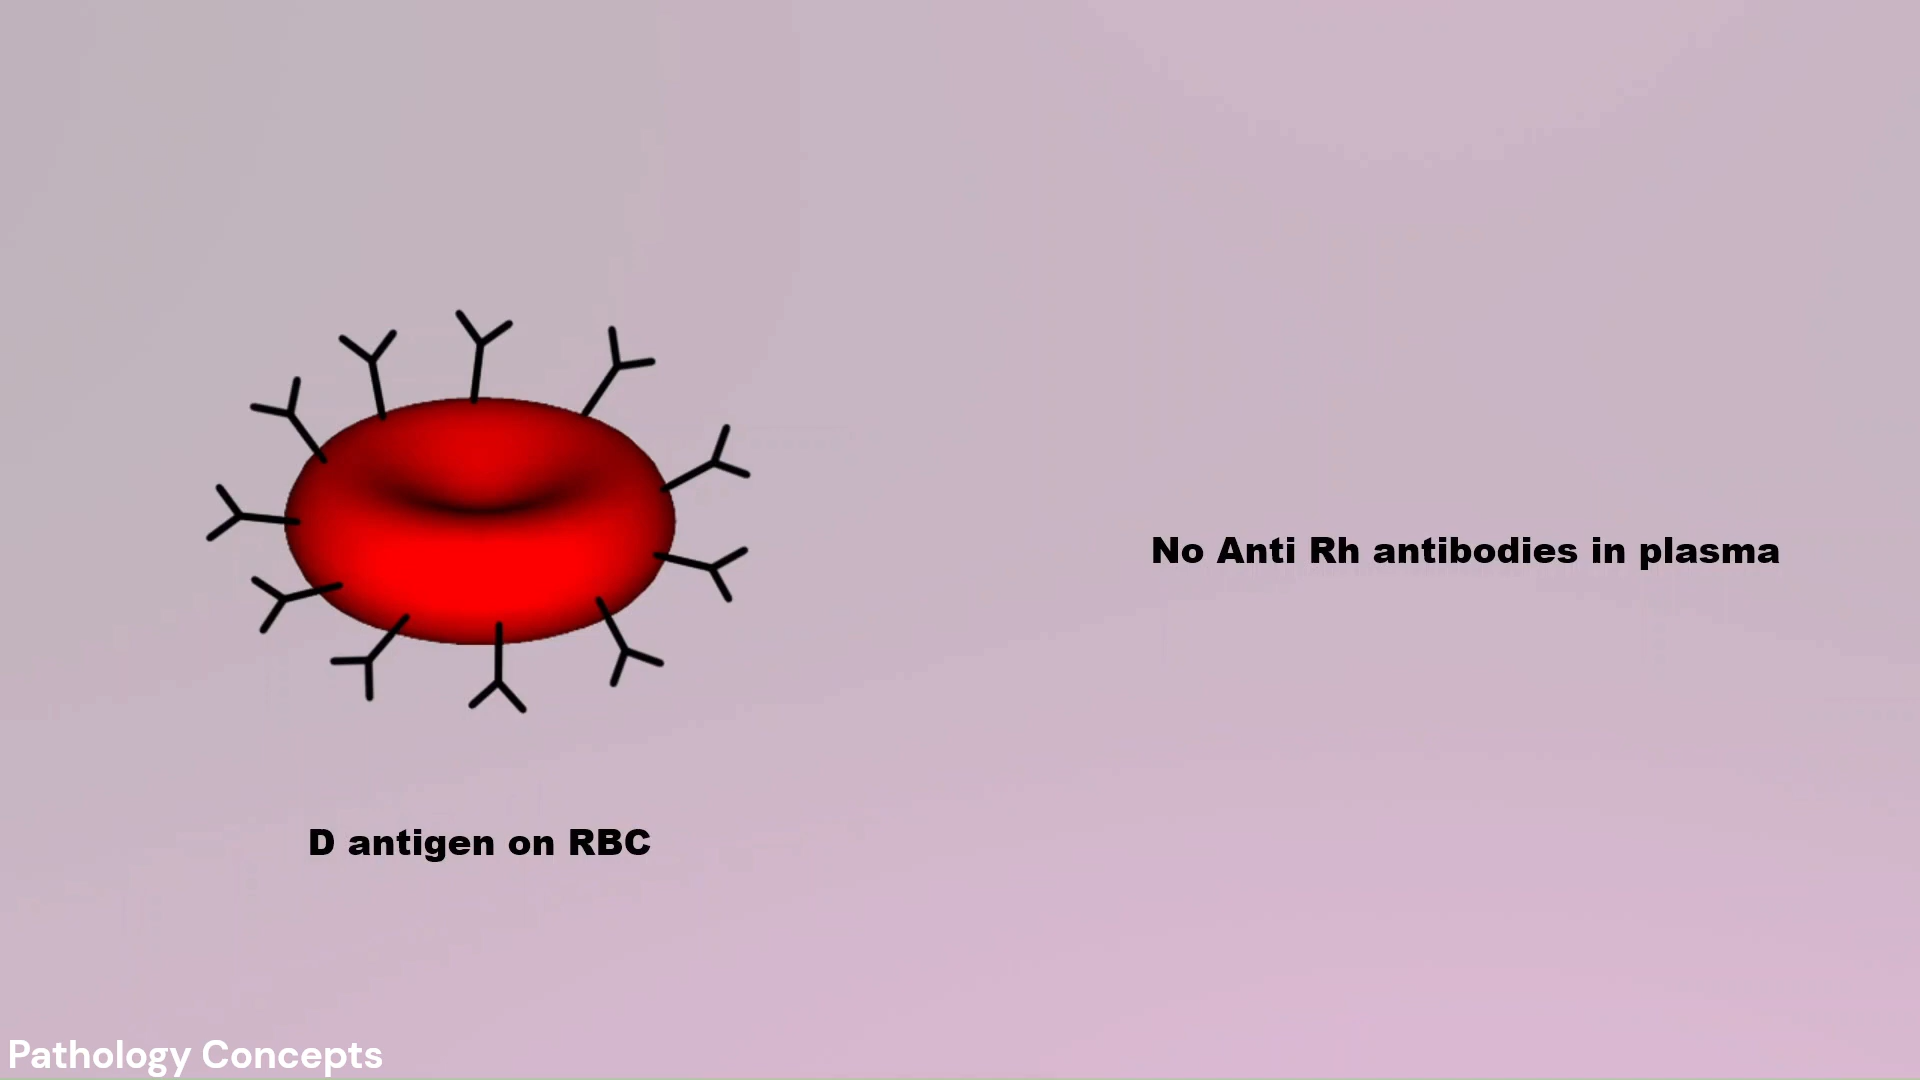 No Anti Rh antibodies in plasma
D antigen on RBC
Pathology Concepts